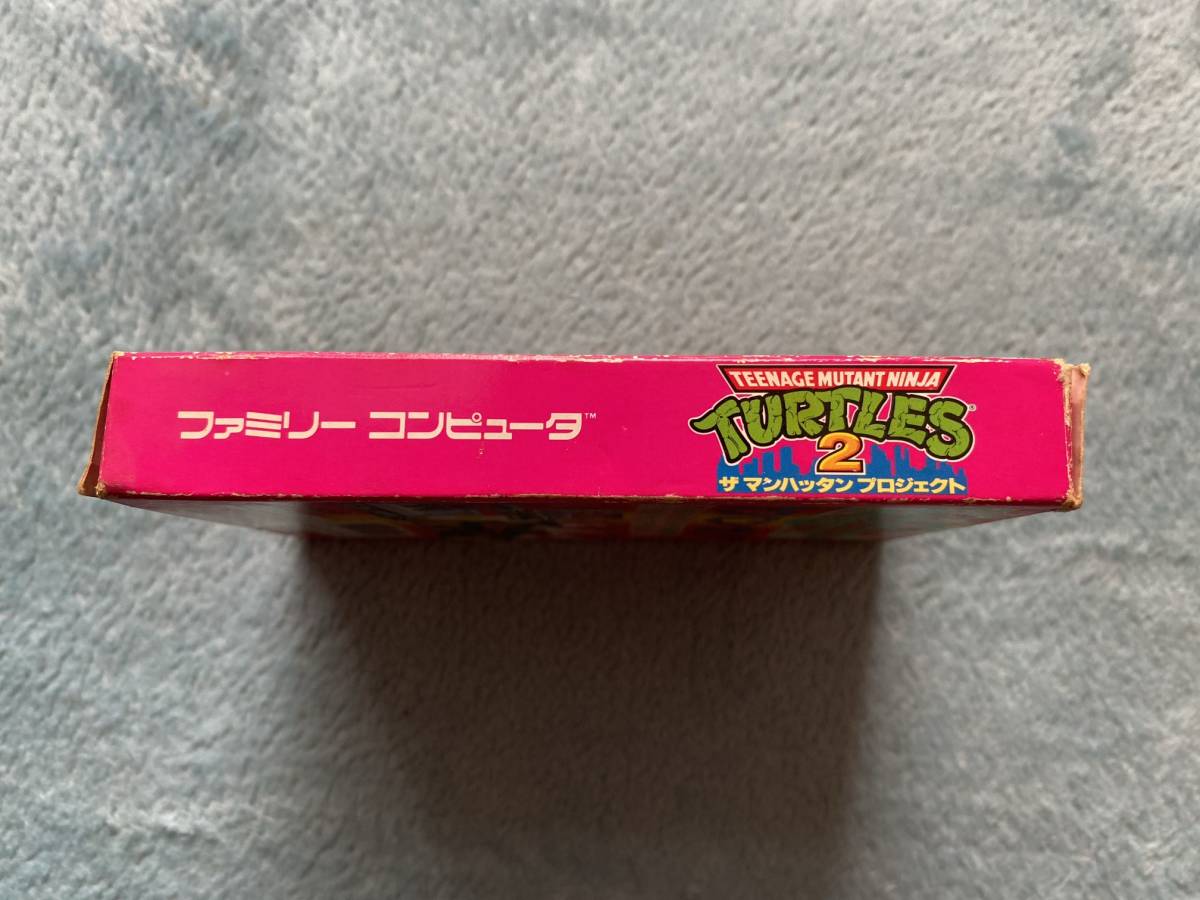 ファミリー コンピュータ™
TEENAGE MUTANT NINJA
TURTLES®
2
ザ マンハッタン プロジェクト